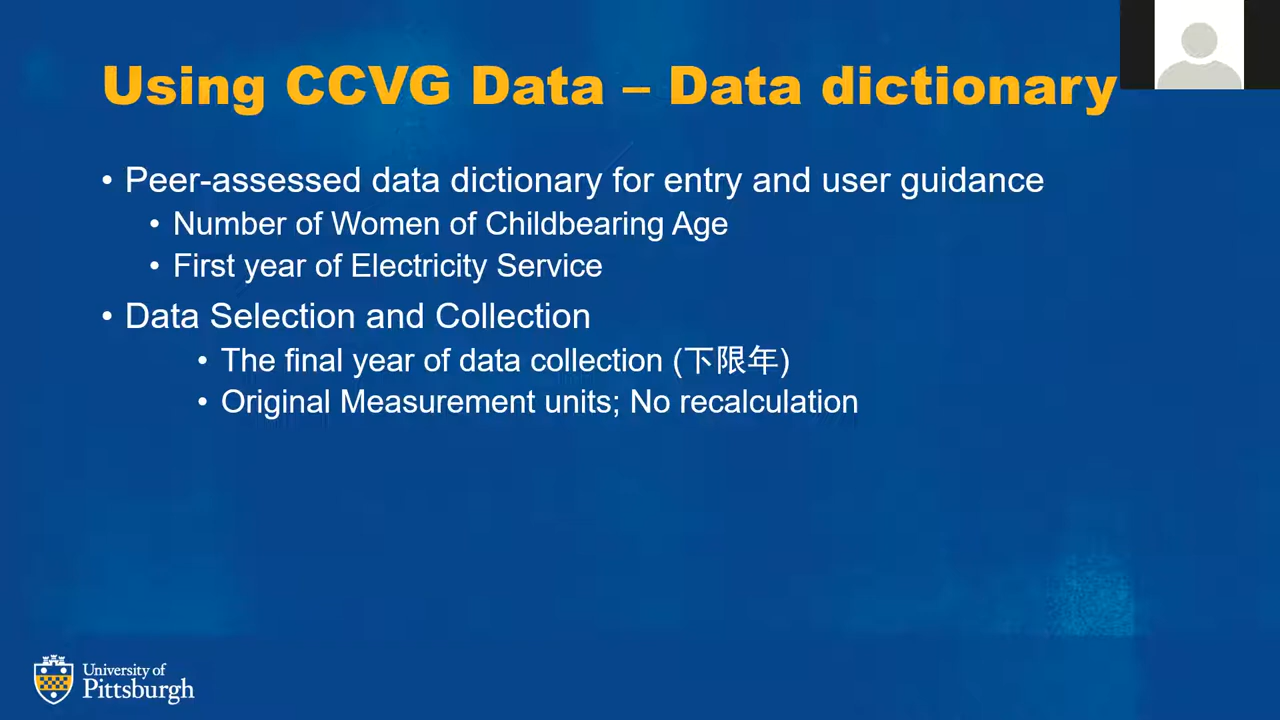 Using CCVG Data – Data dictionary
• Peer-assessed data dictionary for entry and user guidance
• Number of Women of Childbearing Age
• First year of Electricity Service
• Data Selection and Collection
• The final year of data collection (下限年)
• Original Measurement units; No recalculation
University of
Pittsburgh